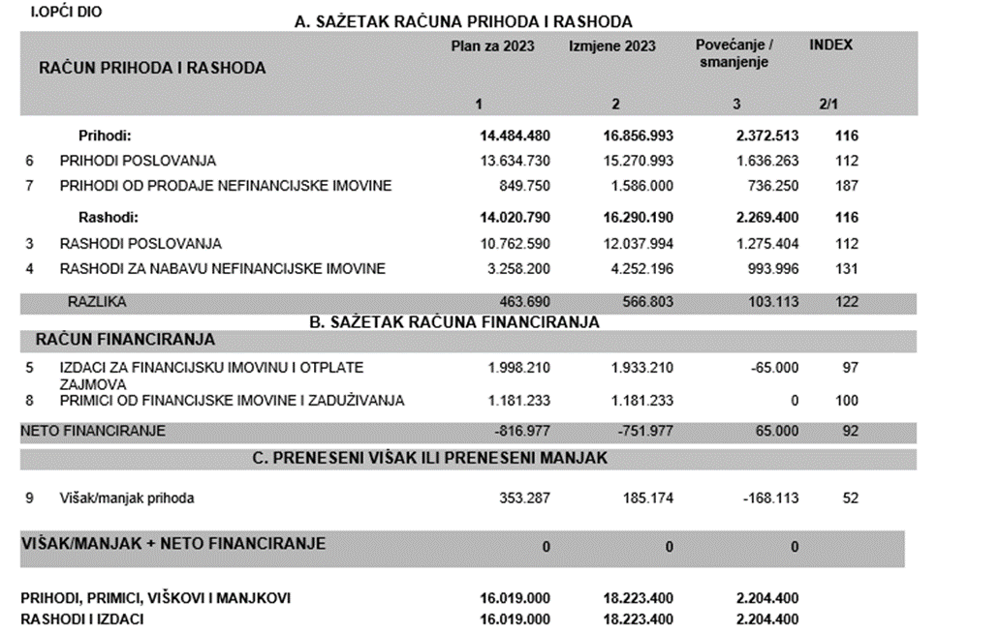 I.OPĆI DIO
A. SAŽETAK RAČUNA PRIHODA I RASHODA
RAČUN PRIHODA I RASHODA Plan za 2023 Izmjene 2023 Povećanje / smanjenje INDEX
1 2 3 2/1
Prihodi: 14.484.480 16.856.993 2.372.513 116
6 PRIHODI POSLOVANJA 13.634.730 15.270.993 1.636.263 112
7 PRIHODI OD PRODAJE NEFINANCIJSKE IMOVINE 849.750 1.586.000 736.250 187
Rashodi: 14.020.790 16.290.190 2.269.400 116
3 RASHODI POSLOVANJA 10.762.590 12.037.994 1.275.404 112
4 RASHODI ZA NABAVU NEFINANCIJSKE IMOVINE 3.258.200 4.252.196 993.996 131
RAZLIKA 463.690 566.803 103.113 122
B. SAŽETAK RAČUNA FINANCIRANJA
RAČUN FINANCIRANJA
5 IZDACI ZA FINANCIJSKU IMOVINU I OTPLATE 1.998.210 1.933.210 -65.000 97
ZAJMOVA
8 PRIMICI OD FINANCIJSKE IMOVINE I ZADUŽIVANJA 1.181.233 1.181.233 0 100
NETO FINANCIRANJE -816.977 -751.977 65.000 92
C. PRENESENI VIŠAK ILI PRENESENI MANJAK
9 Višak/manjak prihoda 353.287 185.174 -168.113 52
VIŠAK/MANJAK + NETO FINANCIRANJE 0 0 0
PRIHODI, PRIMICI, VIŠKOVI I MANJKOVI 16.019.000 18.223.400 2.204.400
RASHODI I IZDACI 16.019.000 18.223.400 2.204.400